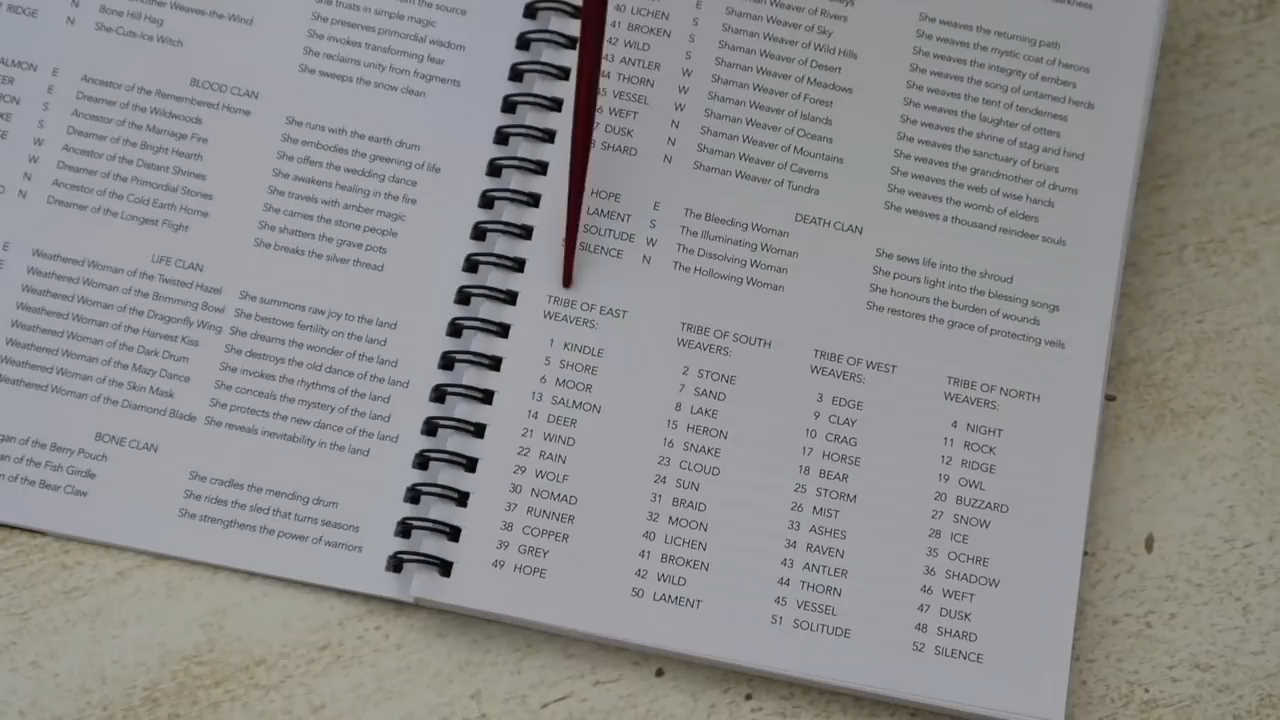 RIDGE N
N
Weaves-the-Wind
Bone Hill Hag
She-Cuts-Ice Witch
the source
She trusts in simple magic
She preserves primordial wisdom
She invokes transforming fear
She reclaims unity from fragments
She sweeps the snow clean
BLOOD CLAN
E Ancestor of the Remembered Home
E Dreamer of the Wildwoods
S Ancestor of the Marriage Fire
S Dreamer of the Bright Hearth
W Ancestor of the Distant Shrines
W Dreamer of the Primordial Stories
N Ancestor of the Cold Earth Home
N Dreamer of the Longest Flight
She runs with the earth drum
She embodies the greening of life
She offers the wedding dance
She awakens healing in the fire
She travels with amber magic
She carries the stone people
She shatters the grave pots
She breaks the silver thread
LIFE CLAN
E Weathered Woman of the Twisted Hazel
Weathered Woman of the Brimming Bowl
Weathered Woman of the Dragonfly Wing
Weathered Woman of the Harvest Kiss
Weathered Woman of the Dark Drum
Weathered Woman of the Mazy Dance
Weathered Woman of the Skin Mask
Weathered Woman of the Diamond Blade
She summons raw joy to the land
She bestows fertility on the land
She dreams the wonder of the land
She destroys the old dance of the land
She invokes the rhythms of the land
She conceals the mystery of the land
She protects the new dance of the land
She reveals inevitability in the land
BONE CLAN
of the Berry Pouch
of the Fish Girdle
of the Bear Claw
She cradles the mending drum
She rides the sled that turns seasons
She strengthens the power of warriors
40 LICHEN E Shaman Weaver of Rivers
41 BROKEN S Shaman Weaver of Sky
42 WILD S Shaman Weaver of Wild Hills
43 ANTLER S Shaman Weaver of Desert
44 THORN W Shaman Weaver of Meadows
VESSEL W Shaman Weaver of Forest
WEFT W Shaman Weaver of Islands
DUSK N Shaman Weaver of Oceans
SHARD N Shaman Weaver of Mountains
N Shaman Weaver of Caverns
Shaman Weaver of Tundra
She weaves the returning path
She weaves the mystic coat of herons
She weaves the integrity of embers
She weaves the song of untamed herds
She weaves the tent of tenderness
She weaves the laughter of otters
She weaves the shrine of stag and hind
She weaves the sanctuary of briars
She weaves the grandmother of drums
She weaves the web of wise hands
She weaves the womb of elders
She weaves a thousand reindeer souls
DEATH CLAN
HOPE E The Bleeding Woman
LAMENT S The Illuminating Woman
SOLITUDE W The Dissolving Woman
SILENCE N The Hollowing Woman
She sews life into the shroud
She pours light into the blessing songs
She honours the burden of wounds
She restores the grace of protecting veils
TRIBE OF EAST
WEAVERS:
1 KINDLE
5 SHORE
6 MOOR
13 SALMON
14 DEER
21 WIND
22 RAIN
29 WOLF
30 NOMAD
37 RUNNER
38 COPPER
39 GREY
49 HOPE
TRIBE OF SOUTH
WEAVERS:
2 STONE
7 SAND
8 LAKE
15 HERON
16 SNAKE
23 CLOUD
24 SUN
31 BRAID
32 MOON
40 LICHEN
41 BROKEN
42 WILD
50 LAMENT
TRIBE OF WEST
WEAVERS:
3 EDGE
9 CLAY
10 CRAG
17 HORSE
18 BEAR
25 STORM
26 MIST
33 ASHES
34 RAVEN
43 ANTLER
44 THORN
45 VESSEL
51 SOLITUDE
TRIBE OF NORTH
WEAVERS:
4 NIGHT
11 ROCK
12 RIDGE
19 OWL
20 BUZZARD
27 SNOW
28 ICE
35 OCHRE
36 SHADOW
46 WEFT
47 DUSK
48 SHARD
52 SILENCE